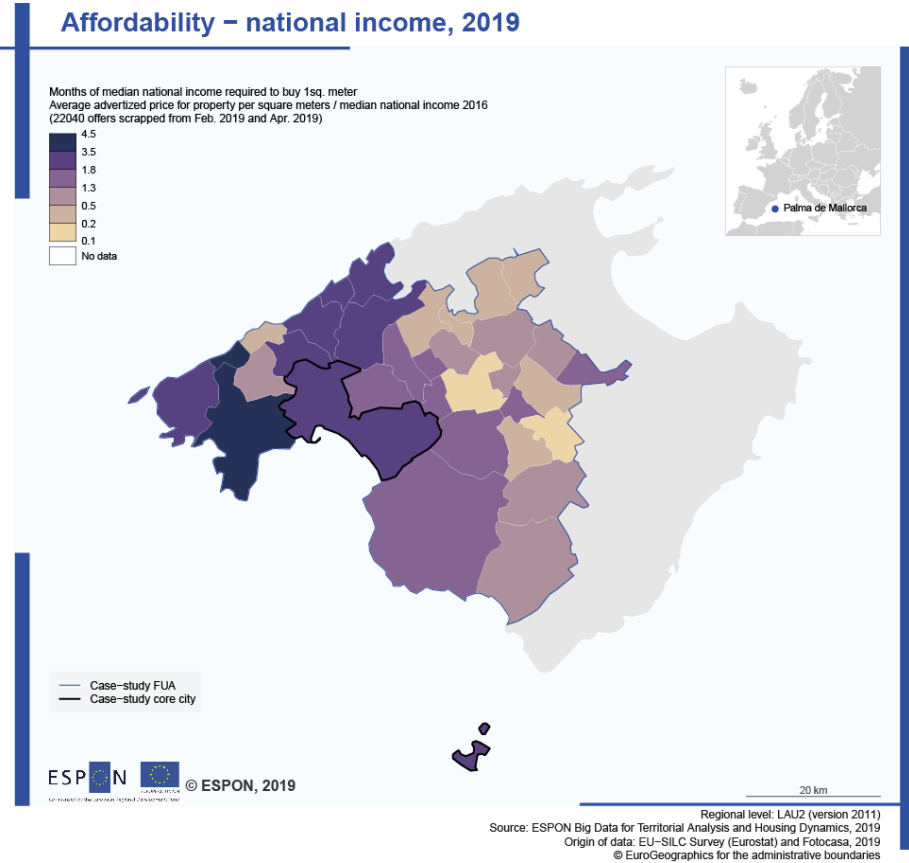 Affordability − national income, 2019
Months of median national income required to buy 1sq. meter
Average advertized price for property per square meters / median national income 2016
(22040 offers scrapped from Feb. 2019 and Apr. 2019)
4.5
3.5
1.8
1.3
0.5
0.2
0.1
No data
Palma de Mallorca
Case−study FUA
Case−study core city
ESPON
© ESPON, 2019
20 km
Regional level: LAU2 (version 2011)
Source: ESPON Big Data for Territorial Analysis and Housing Dynamics, 2019
Origin of data: EU−SILC Survey (Eurostat) and Fotocasa, 2019
© EuroGeographics for the administrative boundaries